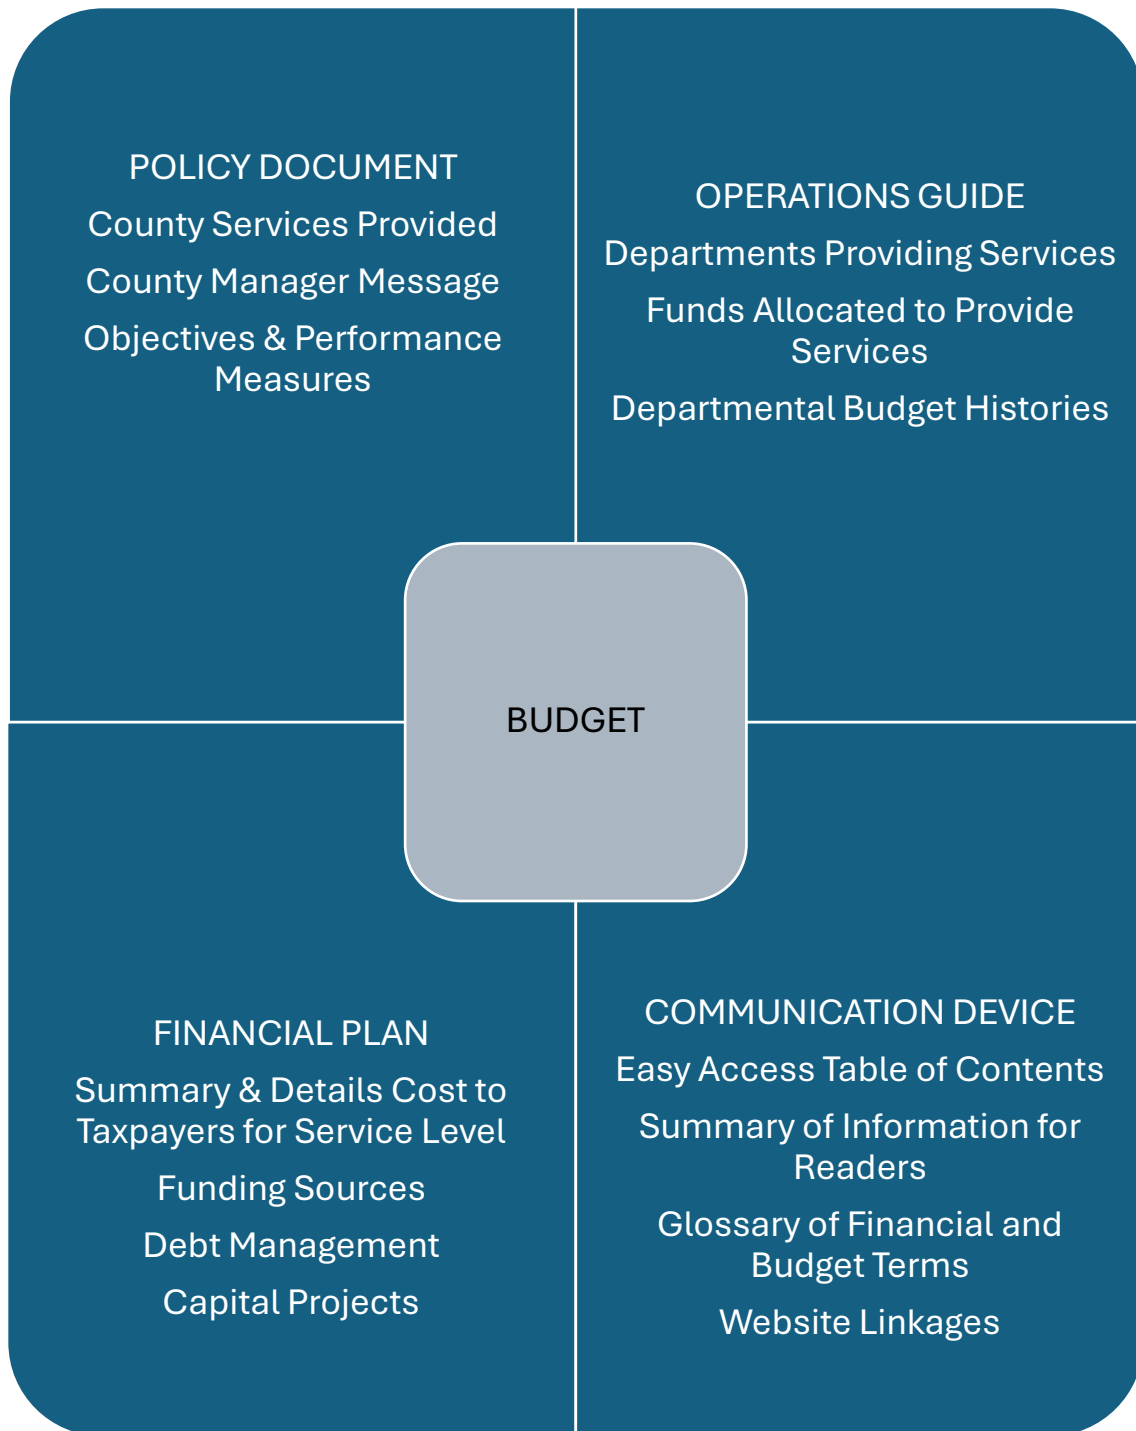 POLICY DOCUMENT
County Services Provided
County Manager Message
Objectives & Performance
Measures
OPERATIONS GUIDE
Departments Providing Services
Funds Allocated to Provide
Services
Departmental Budget Histories
BUDGET
FINANCIAL PLAN
Summary & Details Cost to
Taxpayers for Service Level
Funding Sources
Debt Management
Capital Projects
COMMUNICATION DEVICE
Easy Access Table of Contents
Summary of Information for
Readers
Glossary of Financial and
Budget Terms
Website Linkages